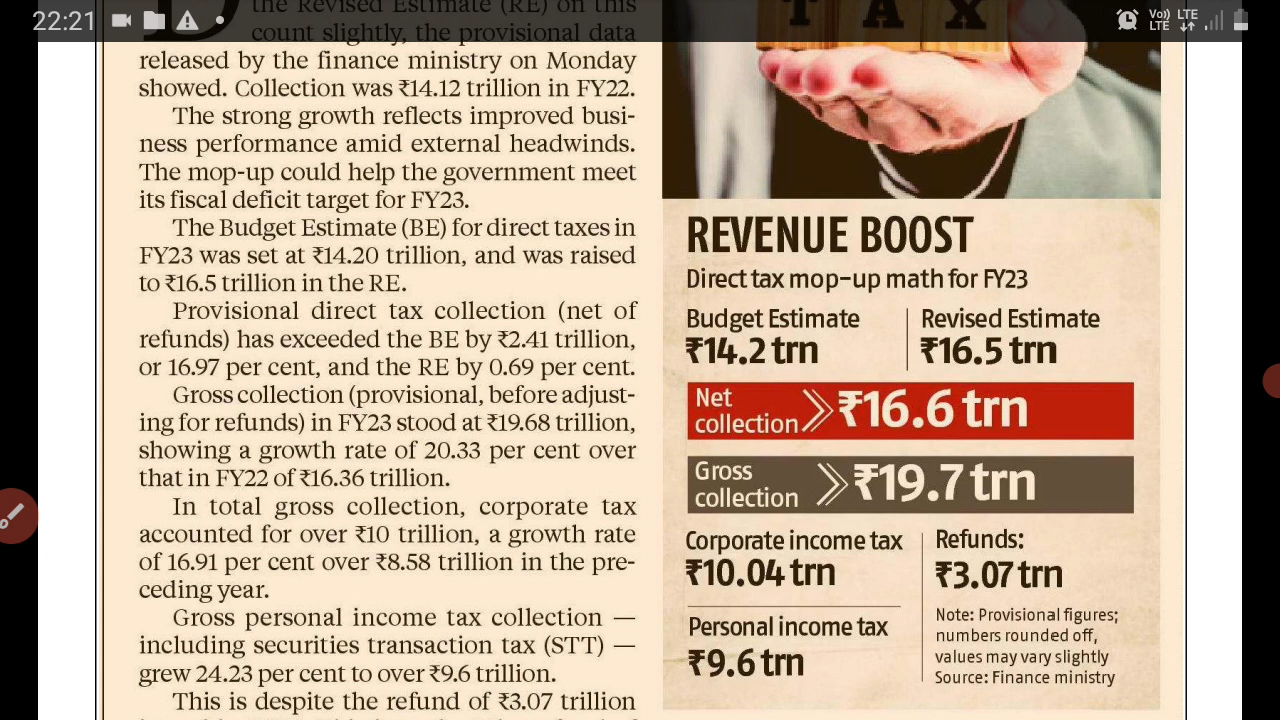 22:21
Vo) LTE
LTE
the Revised Estimate (RE) on this
count slightly, the provisional data
released by the finance ministry on Monday
showed. Collection was ₹14.12 trillion in FY22.
The strong growth reflects improved busi-
ness performance amid external headwinds.
The mop-up could help the government meet
its fiscal deficit target for FY23.
The Budget Estimate (BE) for direct taxes in
FY23 was set at ₹14.20 trillion, and was raised
to ₹16.5 trillion in the RE.
Provisional direct tax collection (net of
refunds) has exceeded the BE by ₹2.41 trillion,
or 16.97 per cent, and the RE by 0.69 per cent.
Gross collection (provisional, before adjust-
ing for refunds) in FY23 stood at ₹19.68 trillion,
showing a growth rate of 20.33 per cent over
that in FY22 of ₹16.36 trillion.
In total gross collection, corporate tax
accounted for over ₹10 trillion, a growth rate
of 16.91 per cent over ₹8.58 trillion in the pre-
ceding year.
Gross personal income tax collection —
including securities transaction tax (STT) —
grew 24.23 per cent to over ₹9.6 trillion.
This is despite the refund of ₹3.07 trillion
TAX
REVENUE BOOST
Direct tax mop-up math for FY23
Budget Estimate
₹14.2 trn
Revised Estimate
₹16.5 trn
Net
collection
₹16.6 trn
Gross
collection
₹19.7 trn
Corporate income tax
₹10.04 trn
Personal income tax
₹9.6 trn
Refunds:
₹3.07 trn
Note: Provisional figures;
numbers rounded off,
values may vary slightly
Source: Finance ministry